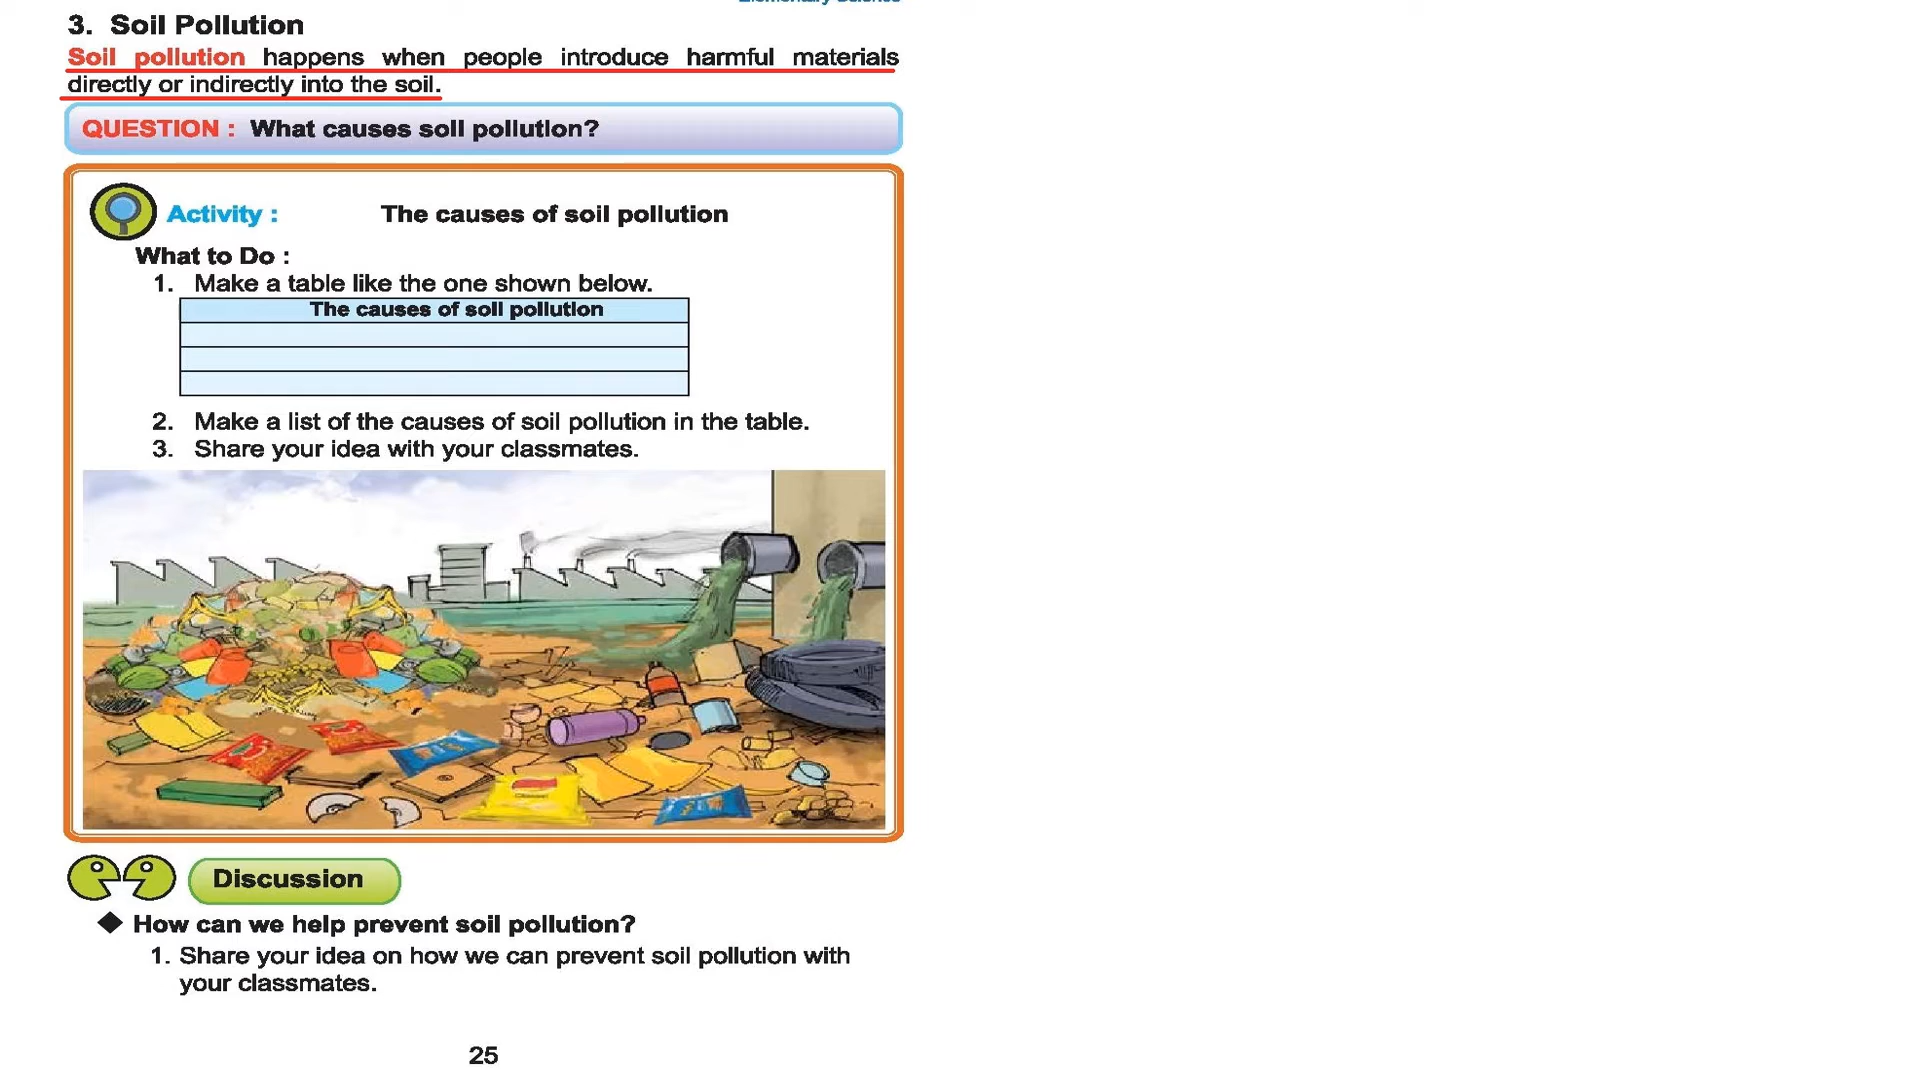 3. Soil Pollution
Soil pollution happens when people introduce harmful materials
directly or indirectly into the soil.
QUESTION : What causes soil pollution?
Activity : The causes of soil pollution
What to Do :
1. Make a table like the one shown below.
The causes of soil pollution
2. Make a list of the causes of soil pollution in the table.
3. Share your idea with your classmates.
Discussion
◆ How can we help prevent soil pollution?
1. Share your idea on how we can prevent soil pollution with
your classmates.
25